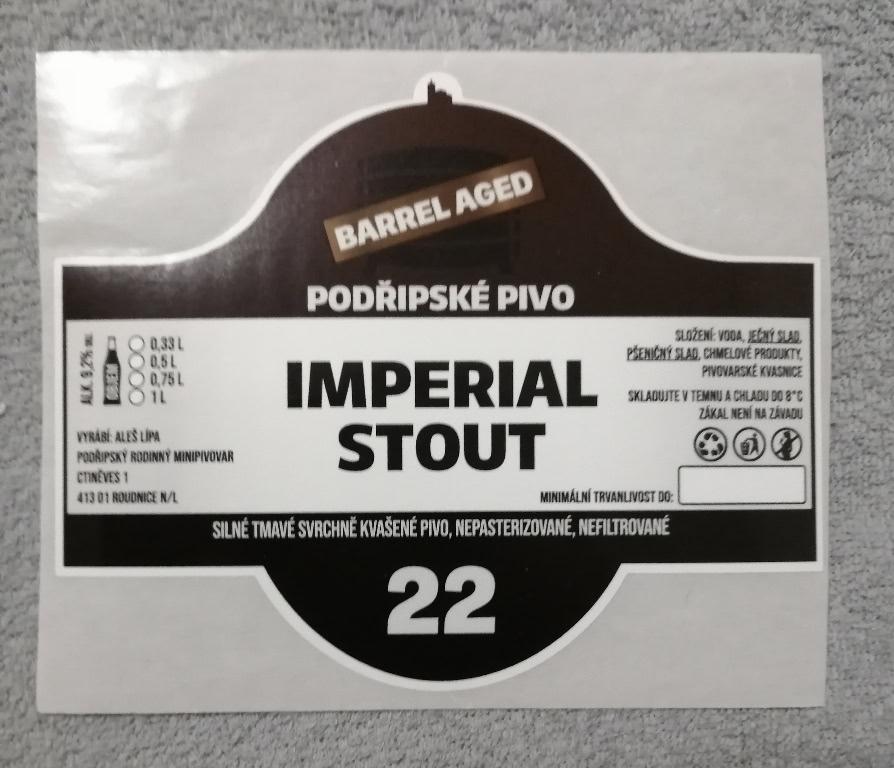 BARREL AGED
PODŘIPSKÉ PIVO
ALK. 9,2% obj.
OBJEM
0,33 L
0,5 L
0,75 L
1 L
VYRÁBÍ: ALEŠ LÍPA
PODŘIPSKÝ RODINNÝ MINIPIVOVAR
CTINĚVES 1
413 01 ROUDNICE N/L
IMPERIAL
STOUT
SLOŽENÍ: VODA, JEČNÝ SLAD,
PŠENIČNÝ SLAD, CHMELOVÉ PRODUKTY,
PIVOVARSKÉ KVASNICE
SKLADUJTE V TEMNU A CHLADU DO 8°C
ZÁKAL NENÍ NA ZÁVADU
MINIMÁLNÍ TRVANLIVOST DO:
SILNÉ TMAVÉ SVRCHNĚ KVAŠENÉ PIVO, NEPASTERIZOVANÉ, NEFILTROVANÉ
22